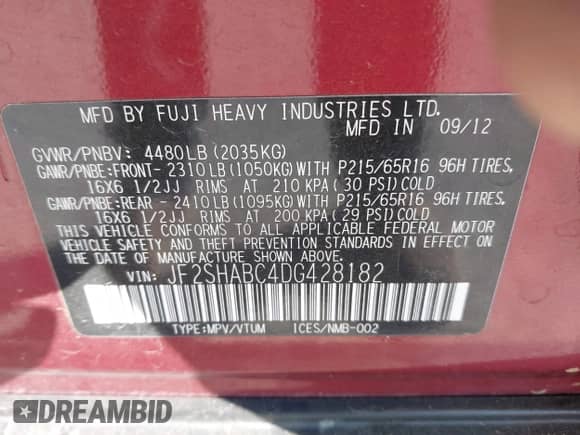 MFD BY FUJI HEAVY INDUSTRIES LTD.
MFD IN 09/12
GVWR/PNBV: 4480LB (2035KG)
GAWR/PNBE:FRONT- 2310LB (1050KG) WITH P215/65R16 96H TIRES,
16X6 1/2JJ RIMS AT 210 KPA ( 30 PSI) COLD
GAWR/PNBE:REAR - 2410LB (1095KG) WITH P215/65R16 96H TIRES,
16X6 1/2JJ RIMS AT 200 KPA ( 29 PSI) COLD
THIS VEHICLE CONFORMS TO ALL APPLICABLE FEDERAL MOTOR
VEHICLE SAFETY AND THEFT PREVENTION STANDARDS IN EFFECT ON
THE DATE OF MANUFACTURE SHOWN ABOVE.
VIN: JF2SHABC4DG428182
TYPE:MPV/VTUM ICES/NMB-002
DREAMBID